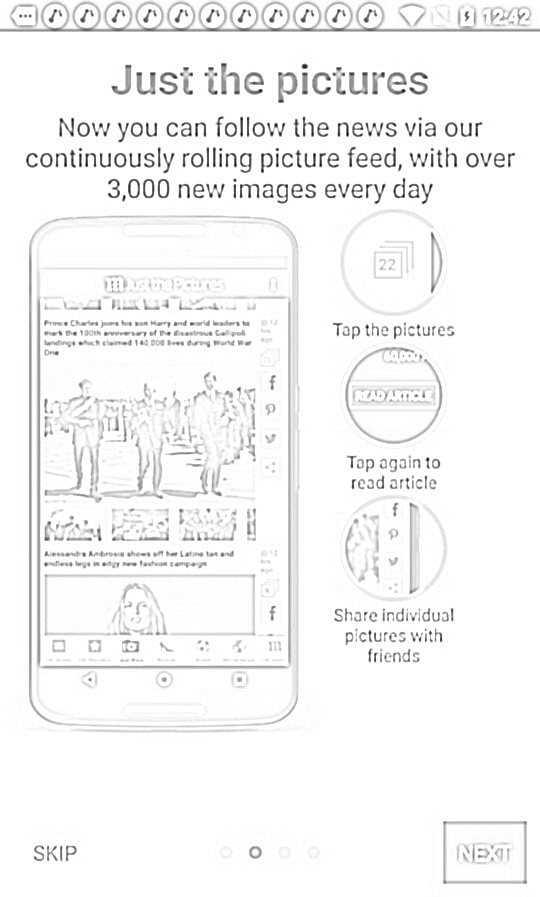 12:42
Just the pictures
Now you can follow the news via our
continuously rolling picture feed, with over
3,000 new images every day
Just the Pictures
Prince Charles joins his son Harry and world leaders to
mark the 100th anniversary of the disastrous Gallipoli
landings which claimed 140,000 lives during World War
One
12
hrs
ago
Alessandra Ambrosio shows off her Latino tan and
endless legs in edgy new fashion campaign
12
hrs
ago
22
Tap the pictures
READ ARTICLE
Tap again to
read article
Share individual
pictures with
friends
SKIP
NEXT